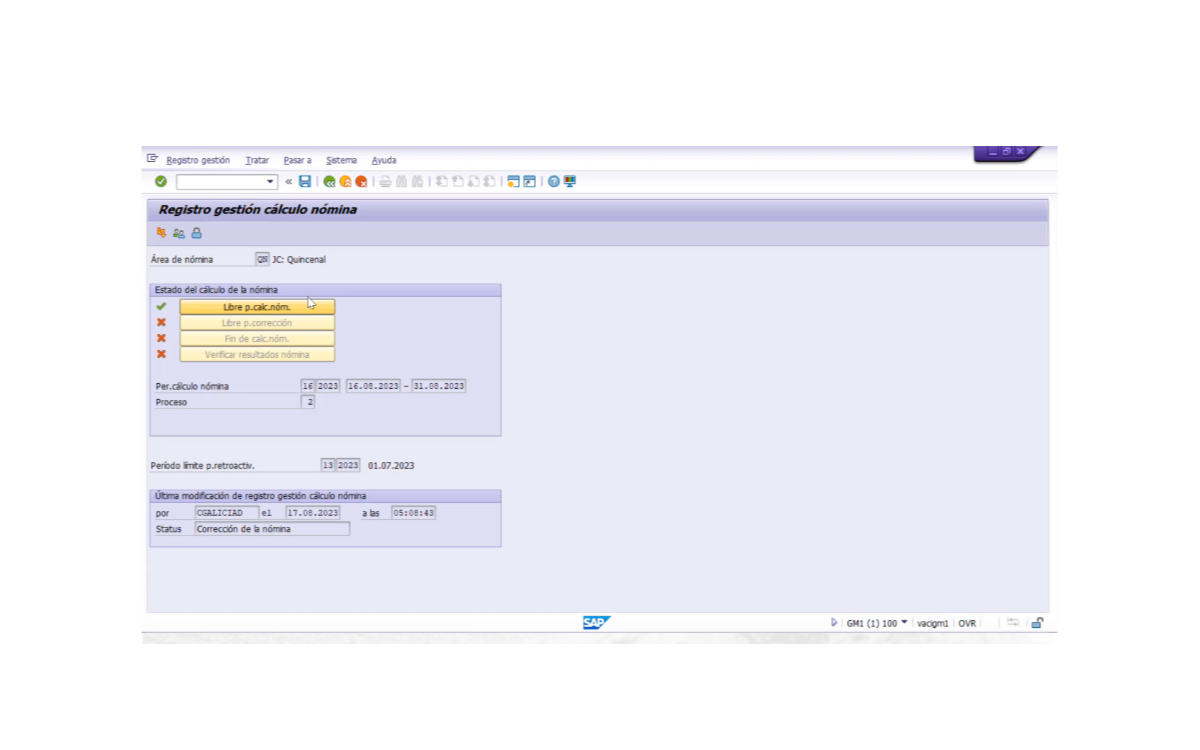 Registro gestión Tratar Pasar a Sistema Ayuda
Registro gestión cálculo nómina
Área de nómina QN JC: Quincenal
Estado del cálculo de la nómina
Libre p.calc.nóm.
Libre p.corrección
Fin de calc.nóm.
Verificar resultados nómina
Per.cálculo nómina 16 2023 16.08.2023 - 31.08.2023
Proceso 2
Período límite p.retroactiv. 13 2023 01.07.2023
Última modificación de registro gestión cálculo nómina
por CGALICIAD el 17.08.2023 a las 05:08:43
Status Corrección de la nómina
SAP GM1 (1) 100 vacigm1 OVR